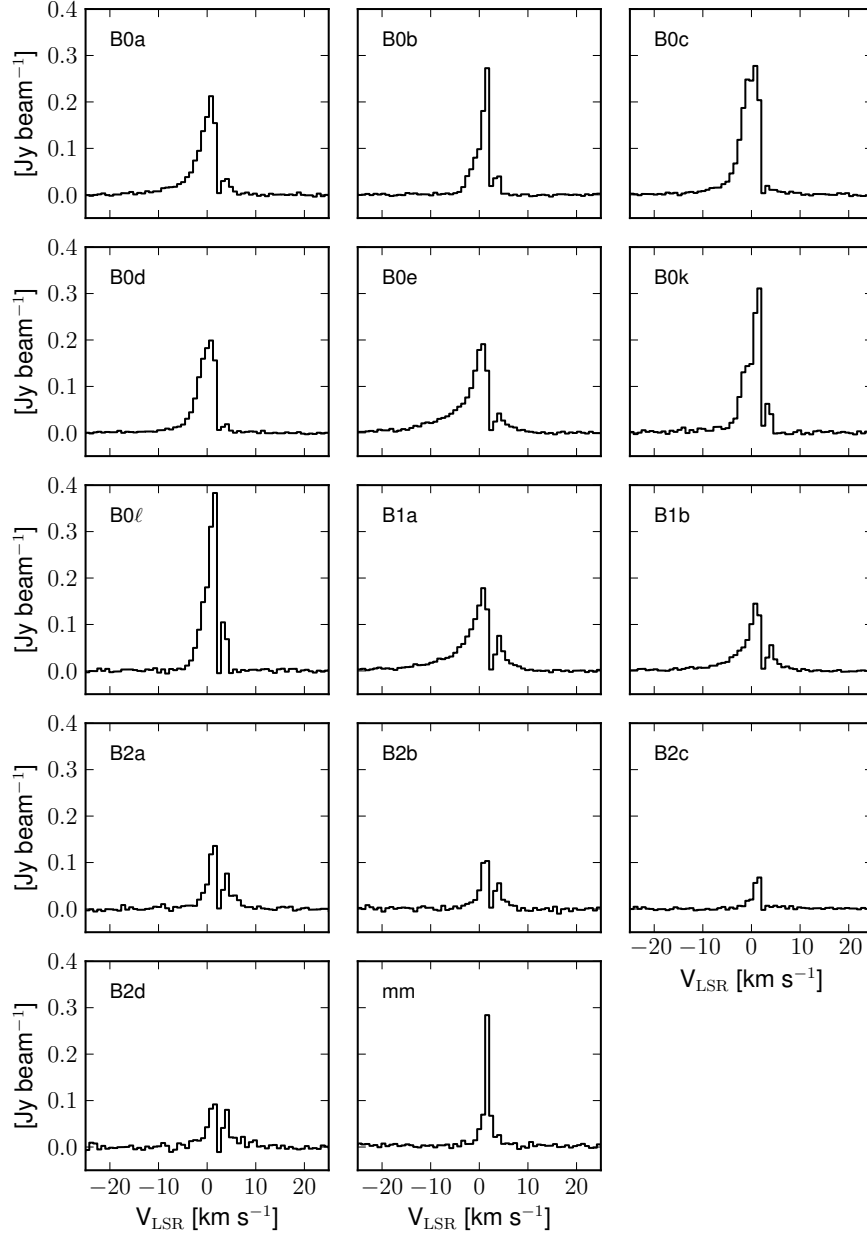 B0a B0b B0c
[Jy beam⁻¹]
0.4
0.3
0.2
0.1
0.0
B0d B0e B0k
[Jy beam⁻¹]
0.4
0.3
0.2
0.1
0.0
B0ℓ B1a B1b
[Jy beam⁻¹]
0.4
0.3
0.2
0.1
0.0
B2a B2b B2c
[Jy beam⁻¹]
0.4
0.3
0.2
0.1
0.0
−20 −10 0 10 20
V_LSR [km s⁻¹]
B2d mm
[Jy beam⁻¹]
0.4
0.3
0.2
0.1
0.0
−20 −10 0 10 20 −20 −10 0 10 20
V_LSR [km s⁻¹] V_LSR [km s⁻¹]